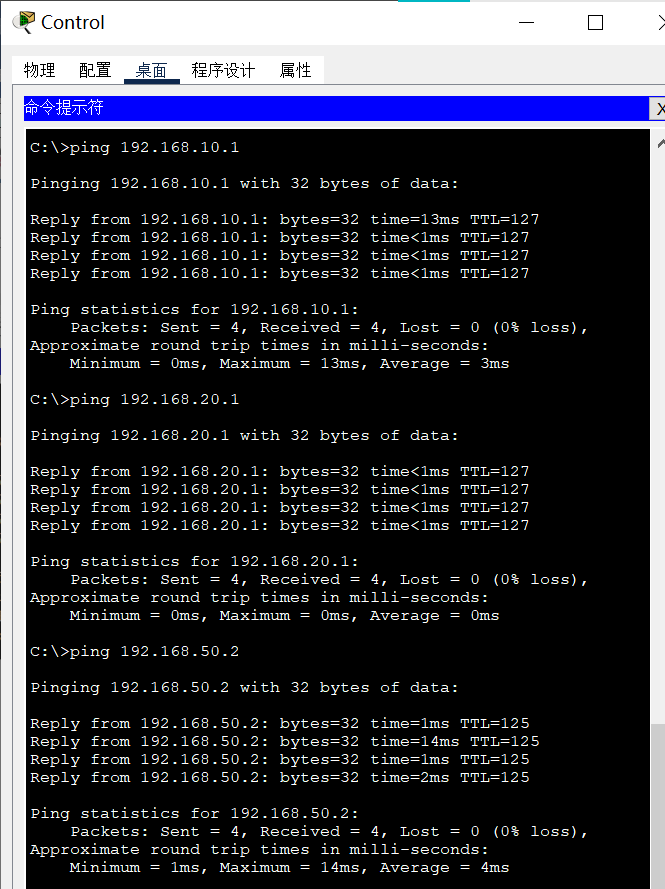 Control
物理 配置 桌面 程序设计 属性
命令提示符 X
C:\>ping 192.168.10.1
Pinging 192.168.10.1 with 32 bytes of data:
Reply from 192.168.10.1: bytes=32 time=13ms TTL=127
Reply from 192.168.10.1: bytes=32 time<1ms TTL=127
Reply from 192.168.10.1: bytes=32 time<1ms TTL=127
Reply from 192.168.10.1: bytes=32 time<1ms TTL=127
Ping statistics for 192.168.10.1:
Packets: Sent = 4, Received = 4, Lost = 0 (0% loss),
Approximate round trip times in milli-seconds:
Minimum = 0ms, Maximum = 13ms, Average = 3ms
C:\>ping 192.168.20.1
Pinging 192.168.20.1 with 32 bytes of data:
Reply from 192.168.20.1: bytes=32 time<1ms TTL=127
Reply from 192.168.20.1: bytes=32 time<1ms TTL=127
Reply from 192.168.20.1: bytes=32 time<1ms TTL=127
Reply from 192.168.20.1: bytes=32 time<1ms TTL=127
Ping statistics for 192.168.20.1:
Packets: Sent = 4, Received = 4, Lost = 0 (0% loss),
Approximate round trip times in milli-seconds:
Minimum = 0ms, Maximum = 0ms, Average = 0ms
C:\>ping 192.168.50.2
Pinging 192.168.50.2 with 32 bytes of data:
Reply from 192.168.50.2: bytes=32 time=1ms TTL=125
Reply from 192.168.50.2: bytes=32 time=14ms TTL=125
Reply from 192.168.50.2: bytes=32 time=1ms TTL=125
Reply from 192.168.50.2: bytes=32 time=2ms TTL=125
Ping statistics for 192.168.50.2:
Packets: Sent = 4, Received = 4, Lost = 0 (0% loss),
Approximate round trip times in milli-seconds:
Minimum = 1ms, Maximum = 14ms, Average = 4ms